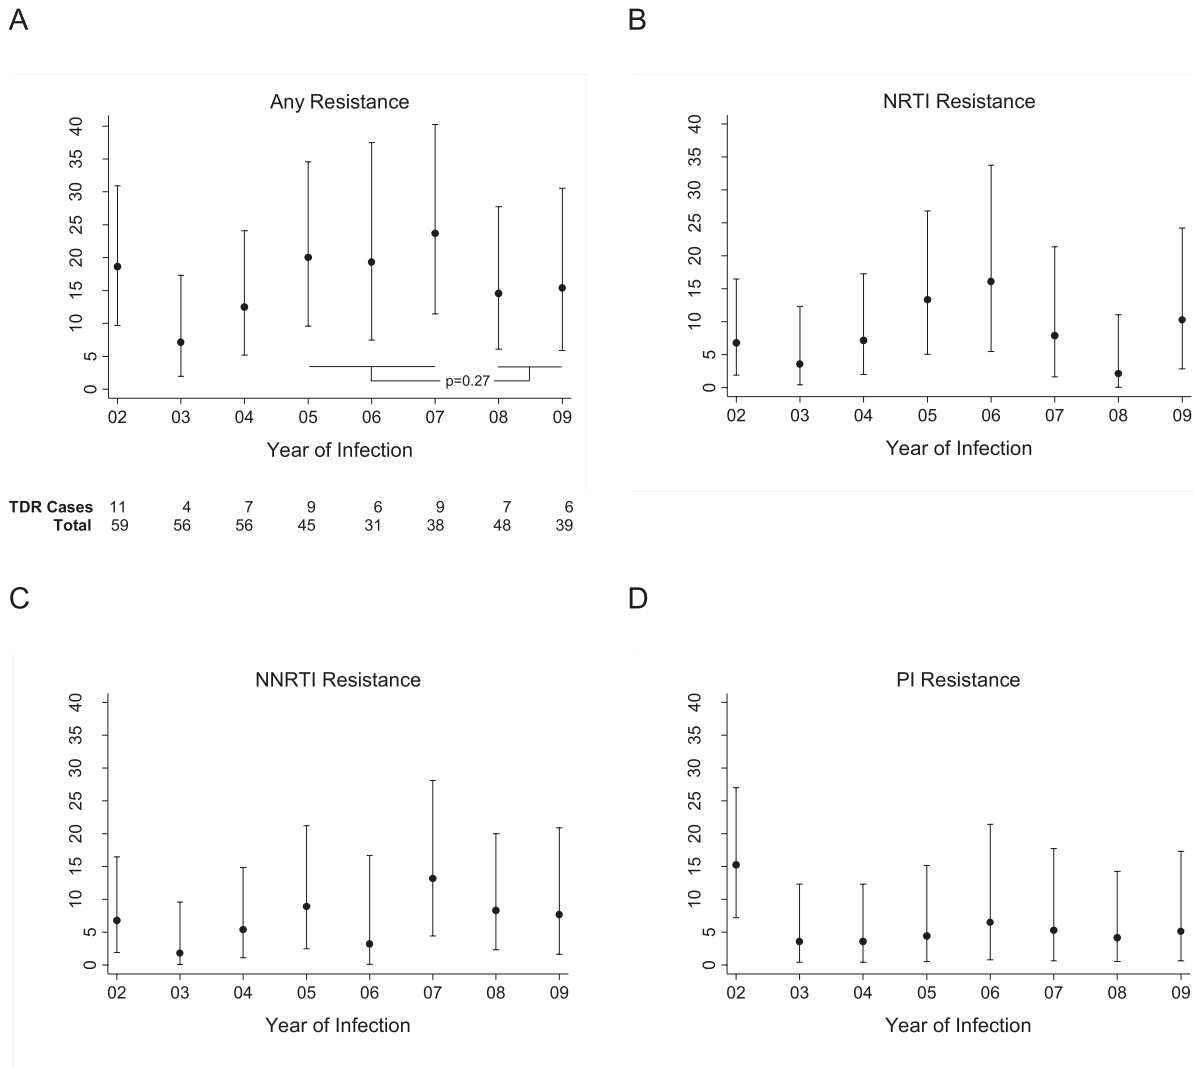 A
Any Resistance
40
35
30
25
20
15
10
5
0
p=0.27
02 03 04 05 06 07 08 09
Year of Infection
TDR Cases 11 4 7 9 6 9 7 6
Total 59 56 56 45 31 38 48 39
B
NRTI Resistance
40
35
30
25
20
15
10
5
0
02 03 04 05 06 07 08 09
Year of Infection
C
NNRTI Resistance
40
35
30
25
20
15
10
5
0
02 03 04 05 06 07 08 09
Year of Infection
D
PI Resistance
40
35
30
25
20
15
10
5
0
02 03 04 05 06 07 08 09
Year of Infection